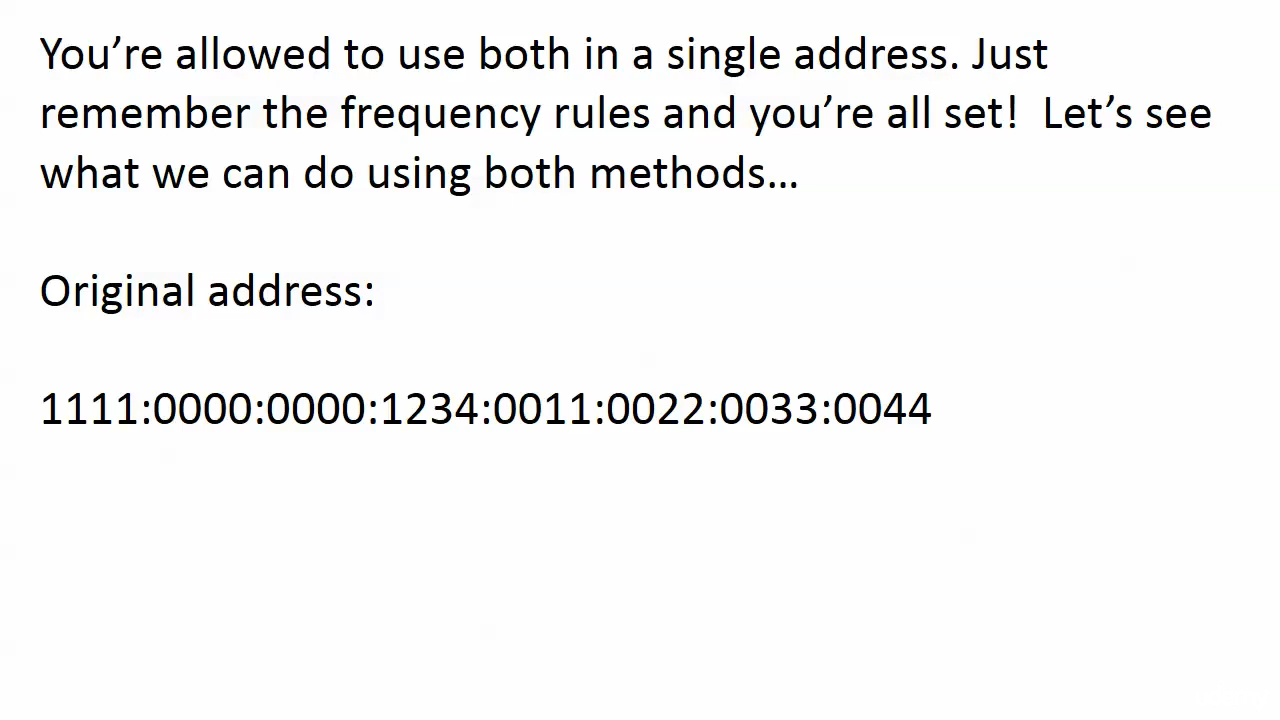 You’re allowed to use both in a single address. Just
remember the frequency rules and you’re all set!  Let’s see
what we can do using both methods…
Original address:
1111:0000:0000:1234:0011:0022:0033:0044